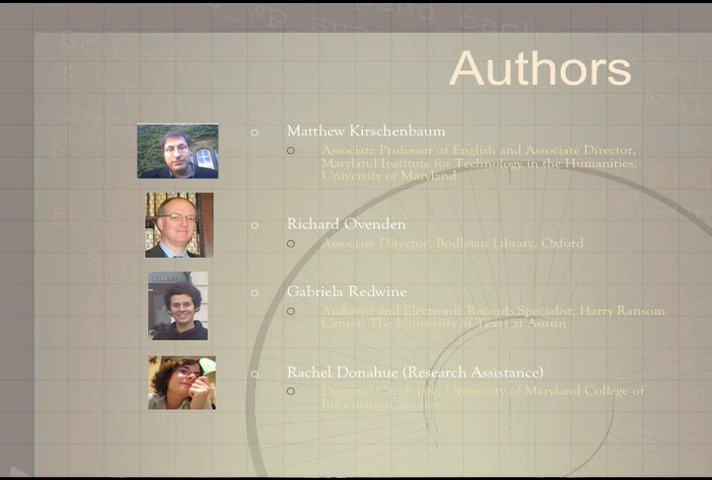 Authors
Matthew Kirschenbaum
Associate Professor of English and Associate Director,
Maryland Institute for Technology in the Humanities,
University of Maryland
Richard Ovenden
Associate Director, Bodleian Library, Oxford
Gabriela Redwine
Archivist and Electronic Records Specialist, Harry Ransom
Center, The University of Texas at Austin
Rachel Donahue (Research Assistance)
Doctoral Candidate, University of Maryland College of
Information Studies